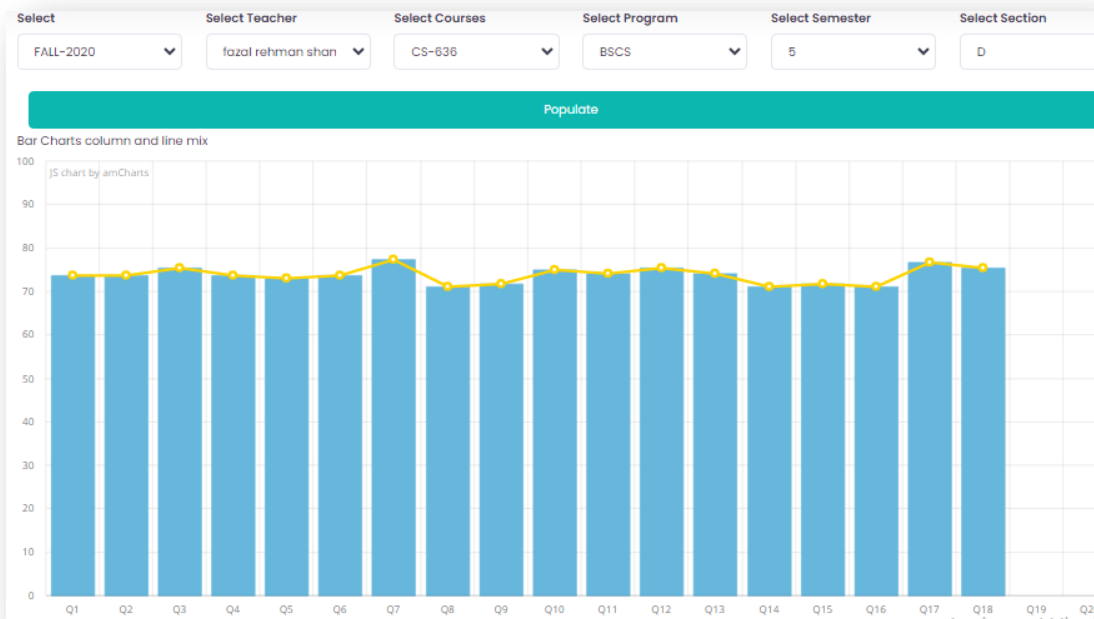 Select Select Teacher Select Courses Select Program Select Semester Select Section
FALL-2020 fazal rehman shan CS-636 BSCS 5 D
Populate
Bar Charts column and line mix
100
JS chart by amCharts
90
80
70
60
50
40
30
20
10
0
Q1 Q2 Q3 Q4 Q5 Q6 Q7 Q8 Q9 Q10 Q11 Q12 Q13 Q14 Q15 Q16 Q17 Q18 Q19